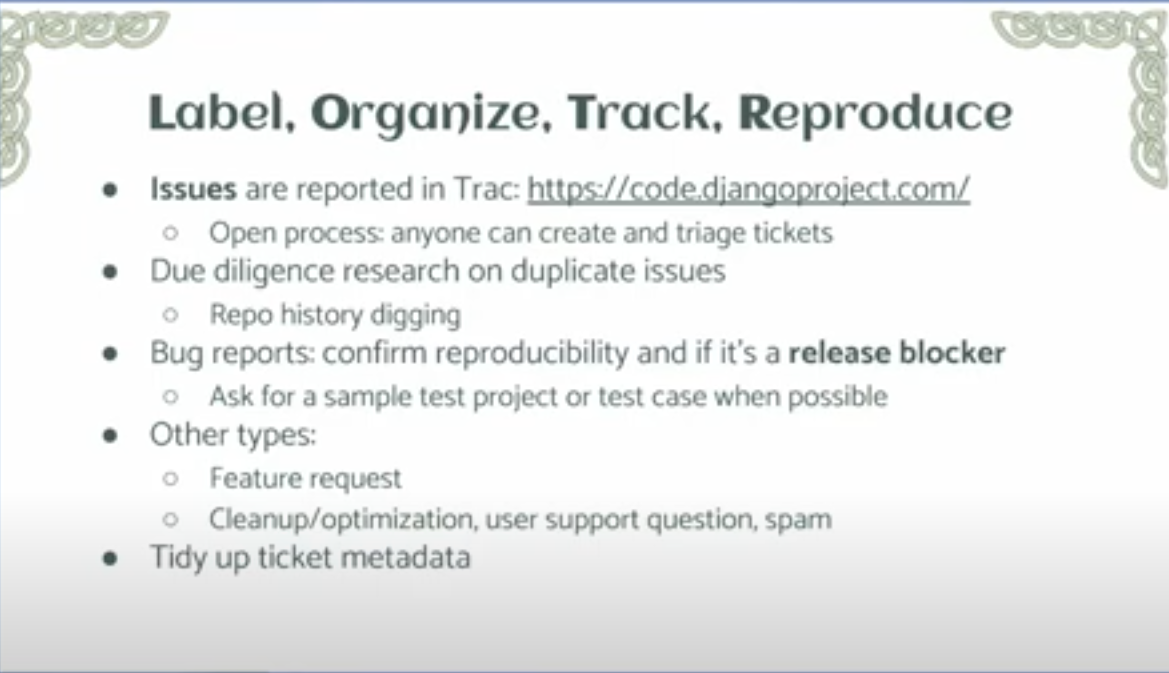 Label, Organize, Track, Reproduce
● Issues are reported in Trac: https://code.djangoproject.com/
○ Open process: anyone can create and triage tickets
● Due diligence research on duplicate issues
○ Repo history digging
● Bug reports: confirm reproducibility and if it's a release blocker
○ Ask for a sample test project or test case when possible
● Other types:
○ Feature request
○ Cleanup/optimization, user support question, spam
● Tidy up ticket metadata